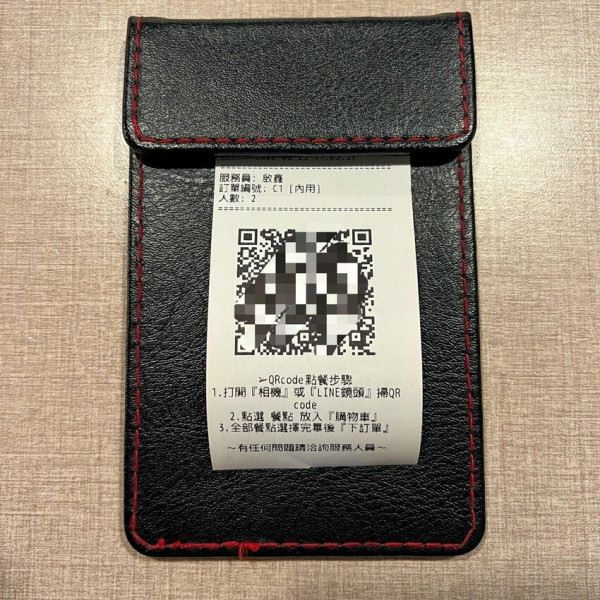 服務員: 啟鑫
訂單編號: C1 [內用]
人數: 2
➢QRcode點餐步驟
1.打開『相機』或『LINE鏡頭』掃QR
code
2.點選 餐點 放入『購物車』
3.全部餐點選擇完畢後『下訂單』
～有任何問題請洽詢服務人員～